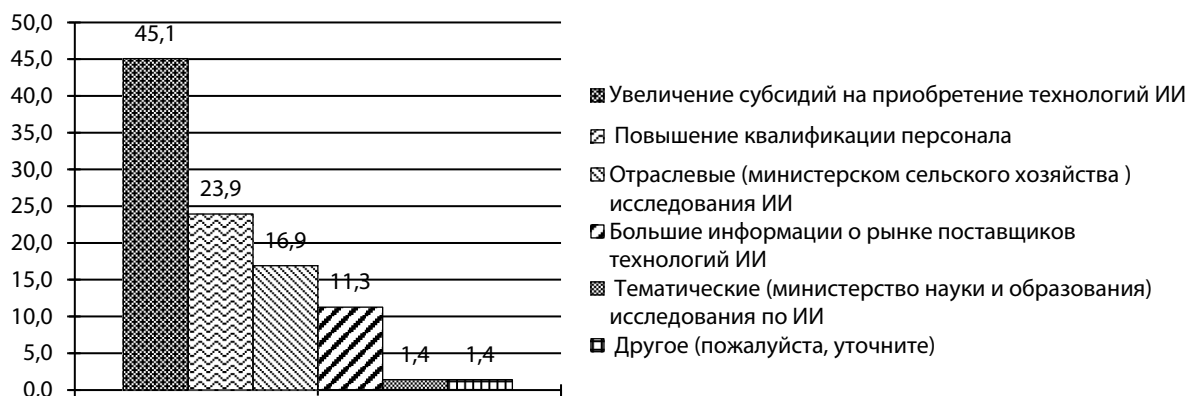 50,0
45,0
40,0
35,0
30,0
25,0
20,0
15,0
10,0
5,0
0,0
45,1
23,9
16,9
11,3
1,4
1,4
Увеличение субсидий на приобретение технологий ИИ
Повышение квалификации персонала
Отраслевые (министерском сельского хозяйства )
исследования ИИ
Большие информации о рынке поставщиков
технологий ИИ
Тематические (министерство науки и образования)
исследования по ИИ
Другое (пожалуйста, уточните)